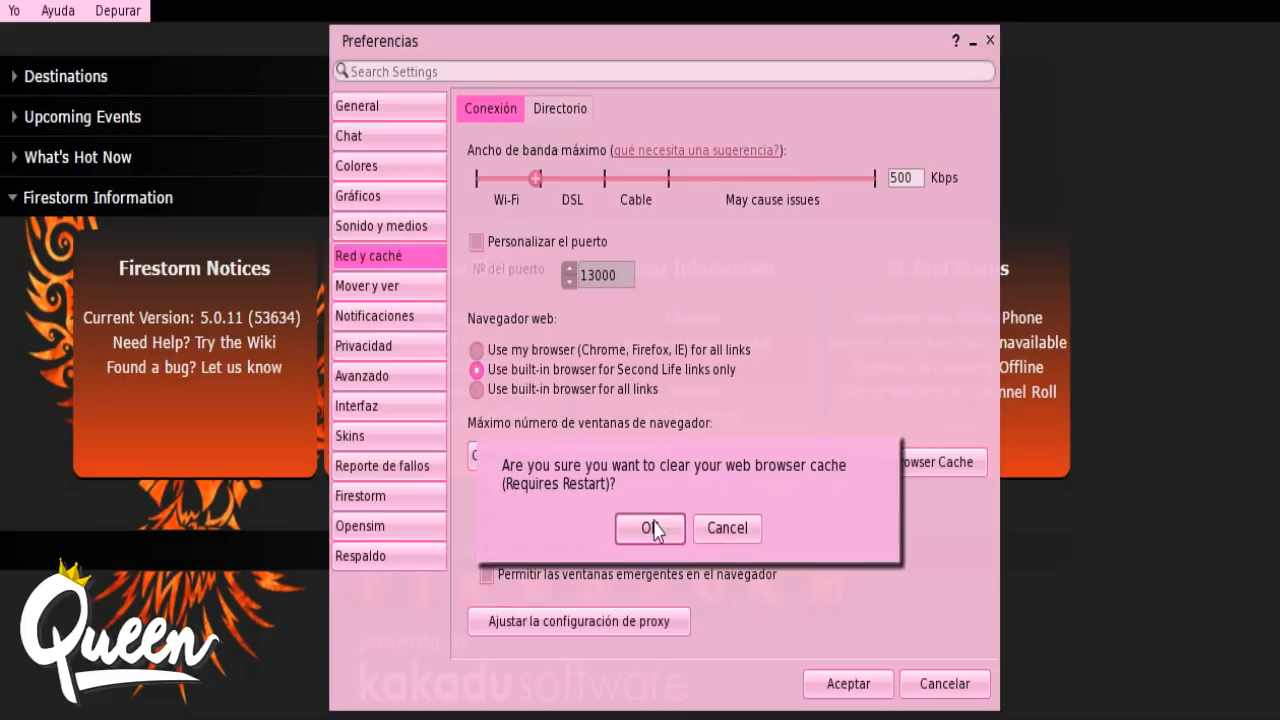 Yo Ayuda Depurar
Preferencias
Search Settings
Destinations
Upcoming Events
What's Hot Now
Firestorm Information
Firestorm Notices
Current Version: 5.0.11 (53634)
Need Help? Try the Wiki
Found a bug? Let us know
Queen
General
Chat
Colores
Gráficos
Sonido y medios
Red y caché
Mover y ver
Notificaciones
Privacidad
Avanzado
Interfaz
Skins
Reporte de fallos
Firestorm
Opensim
Respaldo
Conexión Directorio
Ancho de banda máximo (qué necesita una sugerencia?):
500 Kbps
Wi-Fi DSL Cable May cause issues
Personalizar el puerto
Nº del puerto 13000
Navegador web:
Use my browser (Chrome, Firefox, IE) for all links
Use built-in browser for Second Life links only
Use built-in browser for all links
Máximo número de ventanas de navegador:
Cache
Are you sure you want to clear your web browser cache
(Requires Restart)?
Cancel
Permitir las ventanas emergentes en el navegador
Ajustar la configuración de proxy
powered by
kakadusoftware
Aceptar Cancelar
Phone
Offline